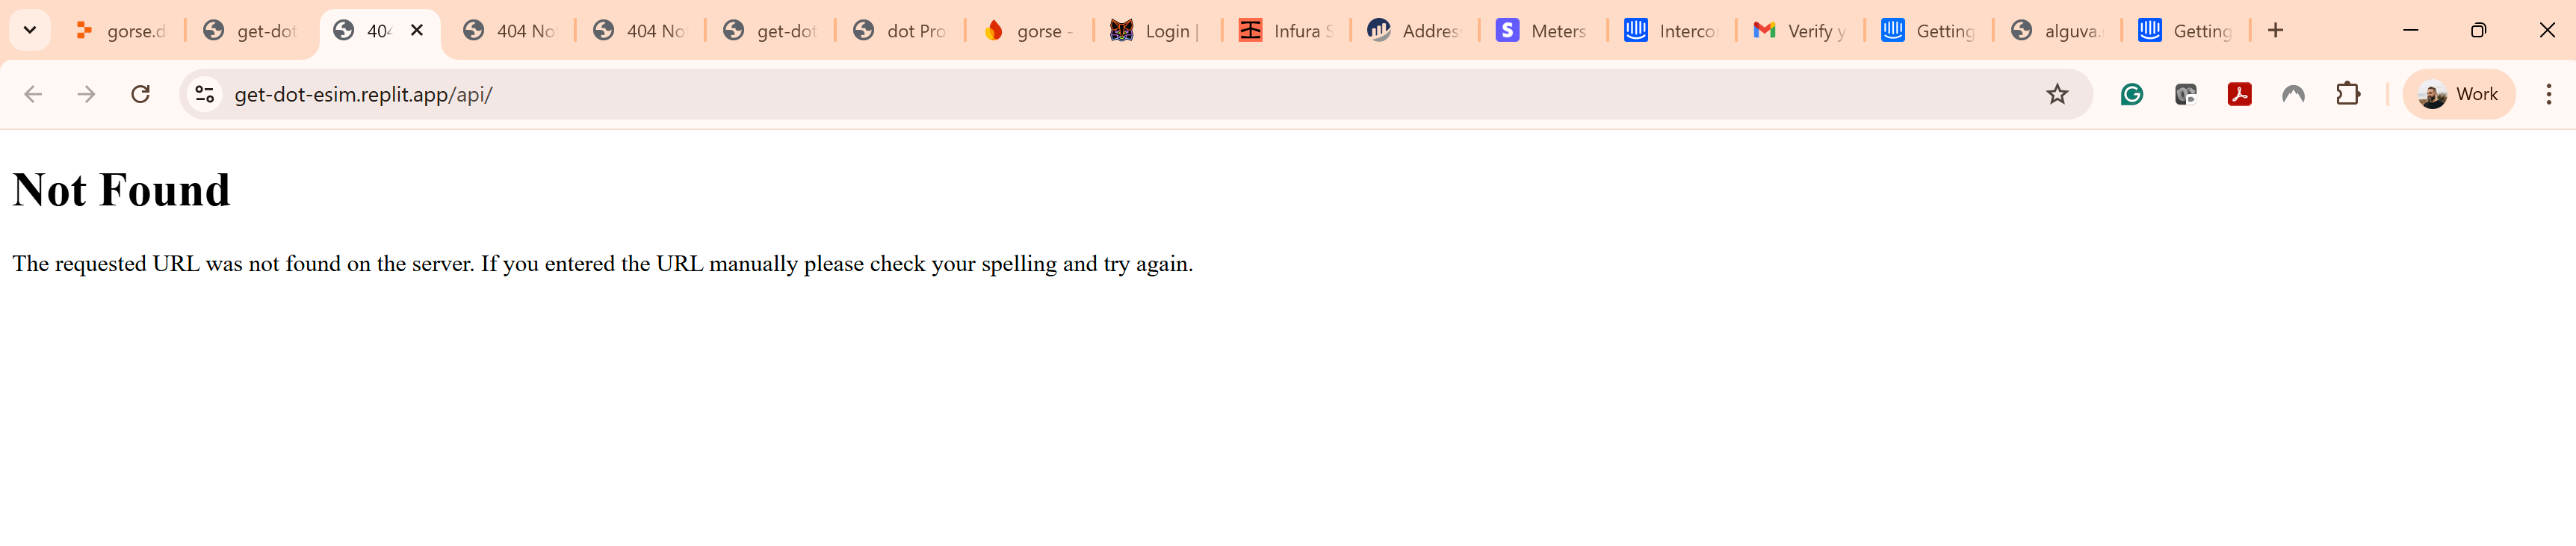 gorse.d get-dot 404 404 No 404 No get-dot dot Pro gorse - Login | Infura S Addres Meters Interco Verify y Getting alguva. Getting
get-dot-esim.replit.app/api/ Work
Not Found
The requested URL was not found on the server. If you entered the URL manually please check your spelling and try again.